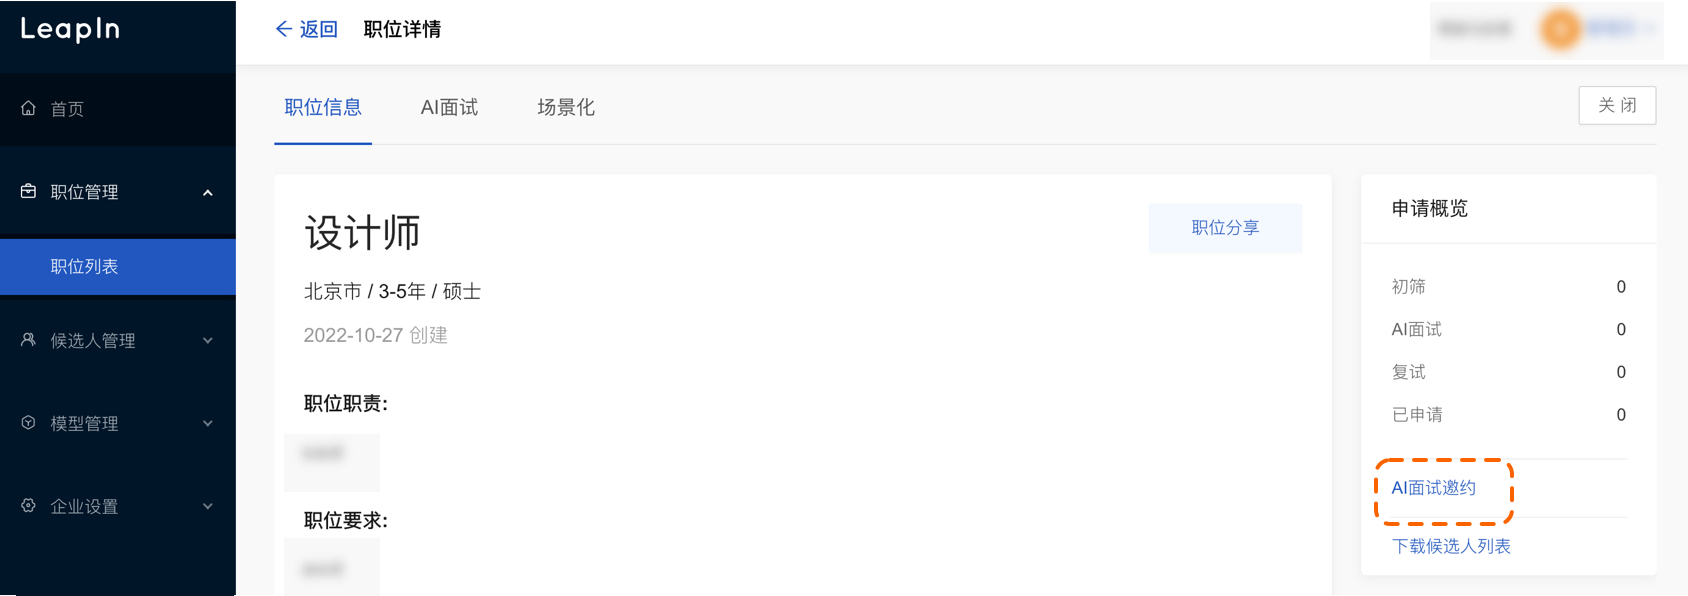 LeapIn
首页
职位管理
职位列表
候选人管理
模型管理
企业设置
返回
职位详情
职位信息
AI面试
场景化
关 闭
设计师
职位分享
北京市 / 3-5年 / 硕士
2022-10-27 创建
职位职责:
职位要求:
申请概览
初筛 0
AI面试 0
复试 0
已申请 0
AI面试邀约
下载候选人列表